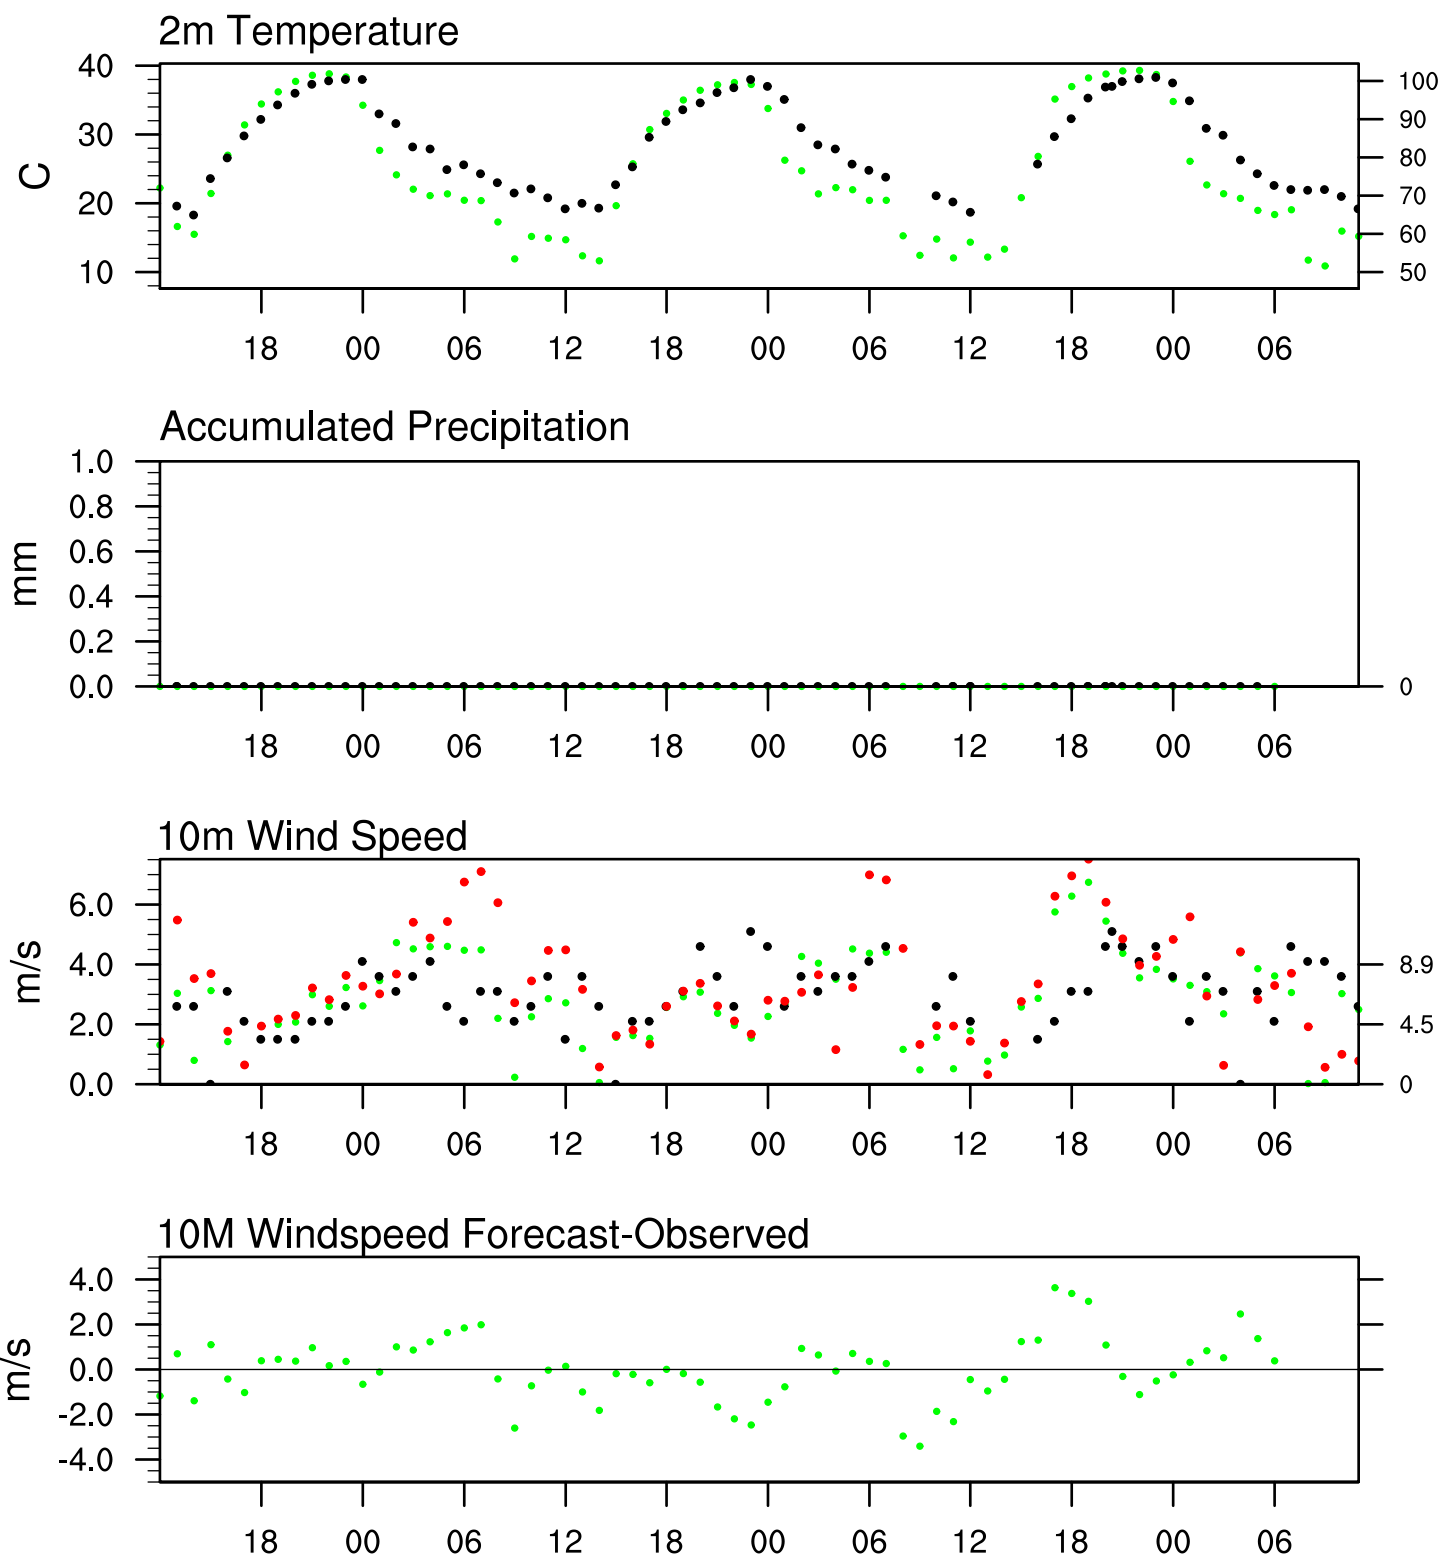 2m Temperature
40
30
20
10
C
100
90
80
70
60
50
18 00 06 12 18 00 06 12 18 00 06
Accumulated Precipitation
1.0
0.8
0.6
0.4
0.2
0.0
mm
0
18 00 06 12 18 00 06 12 18 00 06
10m Wind Speed
6.0
4.0
2.0
0.0
m/s
8.9
4.5
0
18 00 06 12 18 00 06 12 18 00 06
10M Windspeed Forecast-Observed
4.0
2.0
0.0
-2.0
-4.0
m/s
18 00 06 12 18 00 06 12 18 00 06